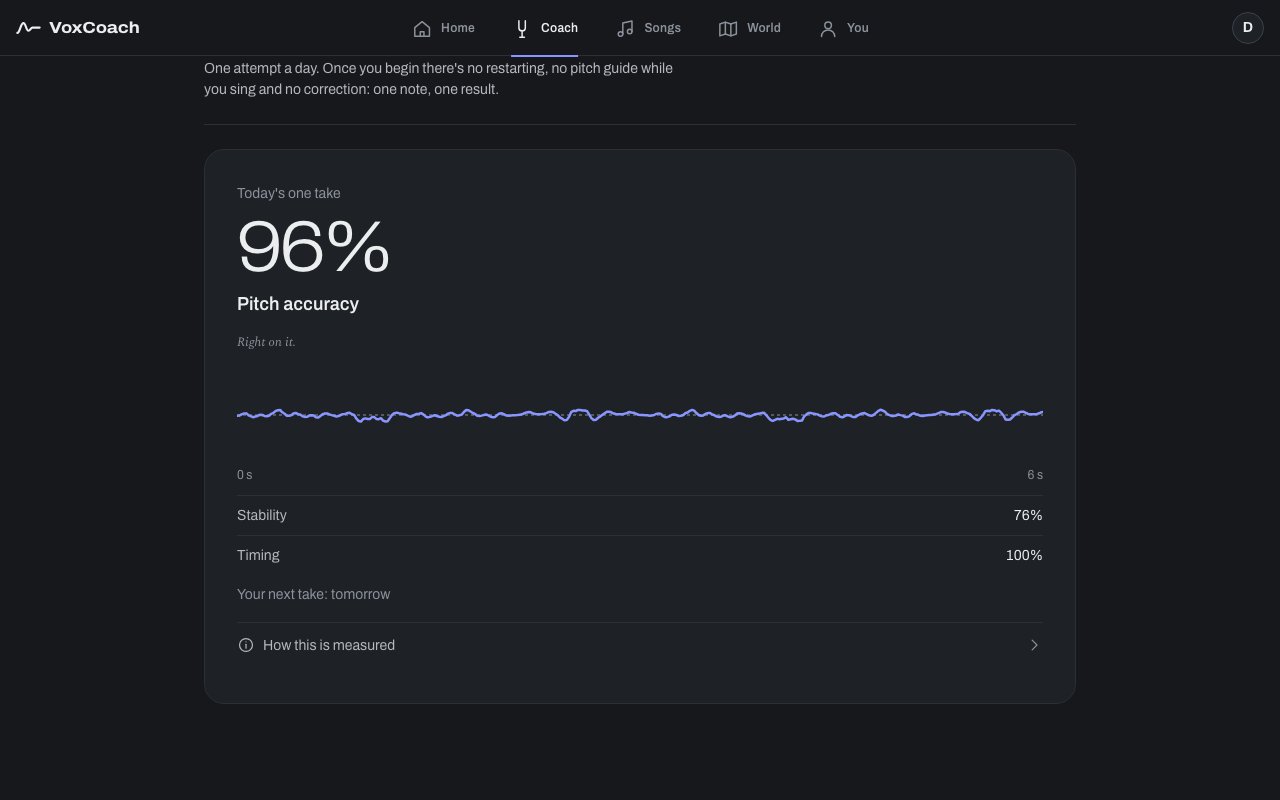 VoxCoach
Home
Coach
Songs
World
You
D
One attempt a day. Once you begin there's no restarting, no pitch guide while
you sing and no correction: one note, one result.
Today's one take
96%
Pitch accuracy
Right on it.
0 s
6 s
Stability
76%
Timing
100%
Your next take: tomorrow
How this is measured